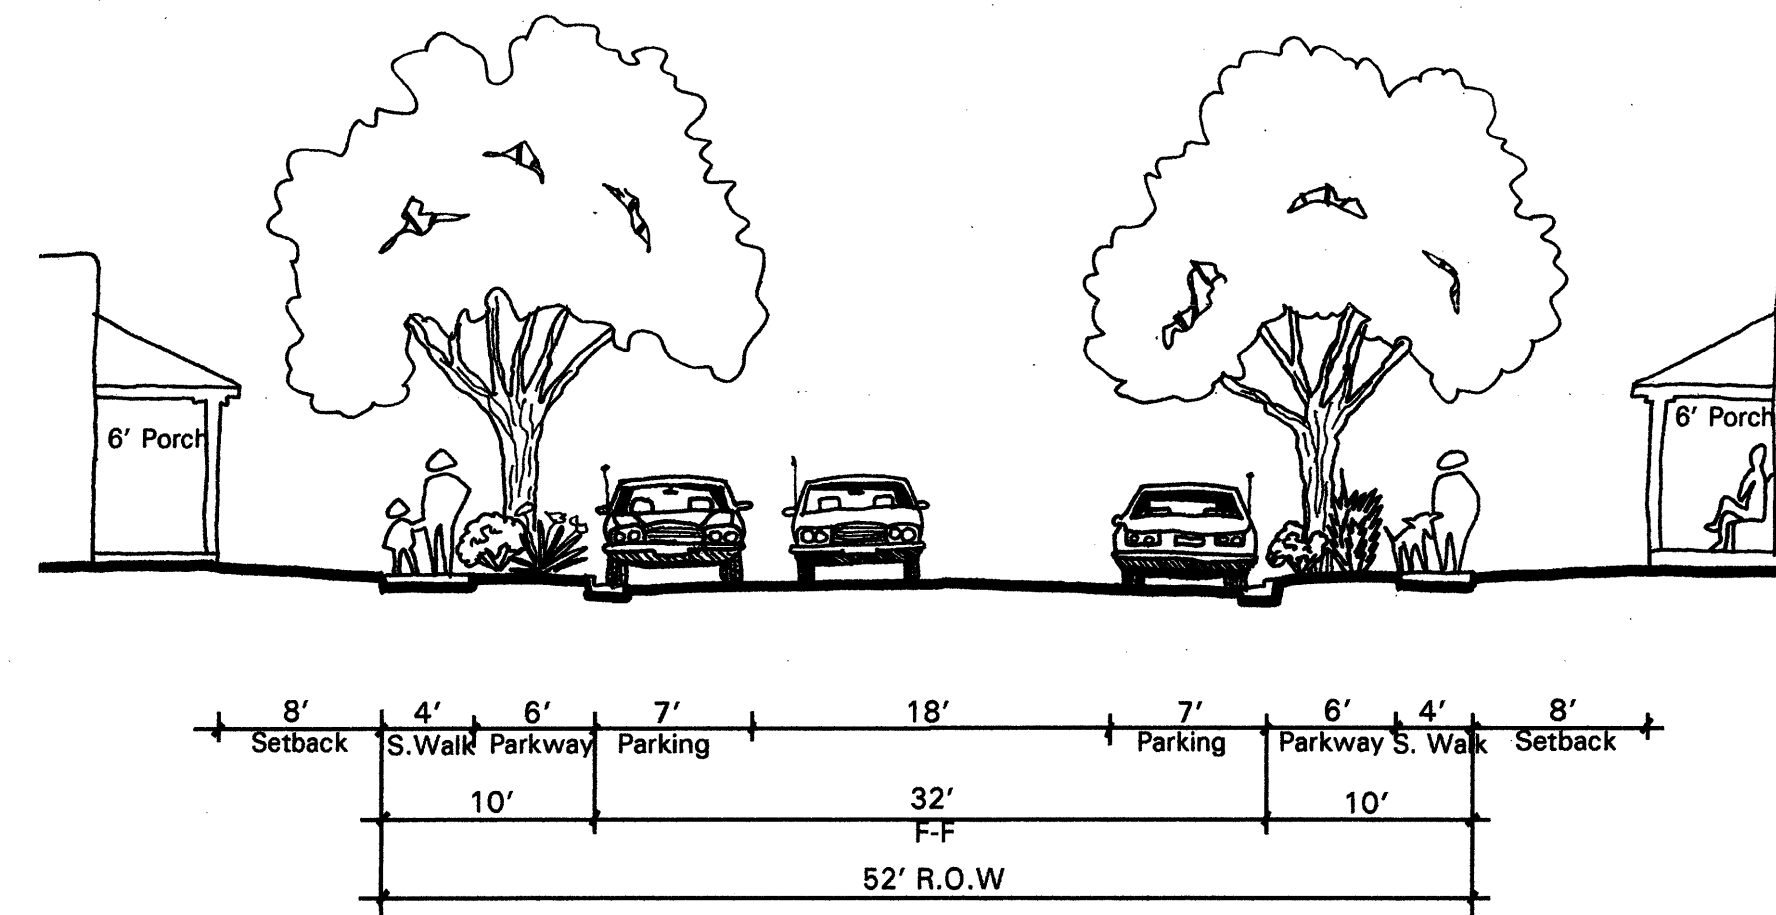 6' Porch
6' Porch
8' 4' 6' 7' 18' 7' 6' 4' 8'
Setback S.Walk Parkway Parking Parking Parkway S. Walk Setback
10' 32' 10'
F-F
52' R.O.W